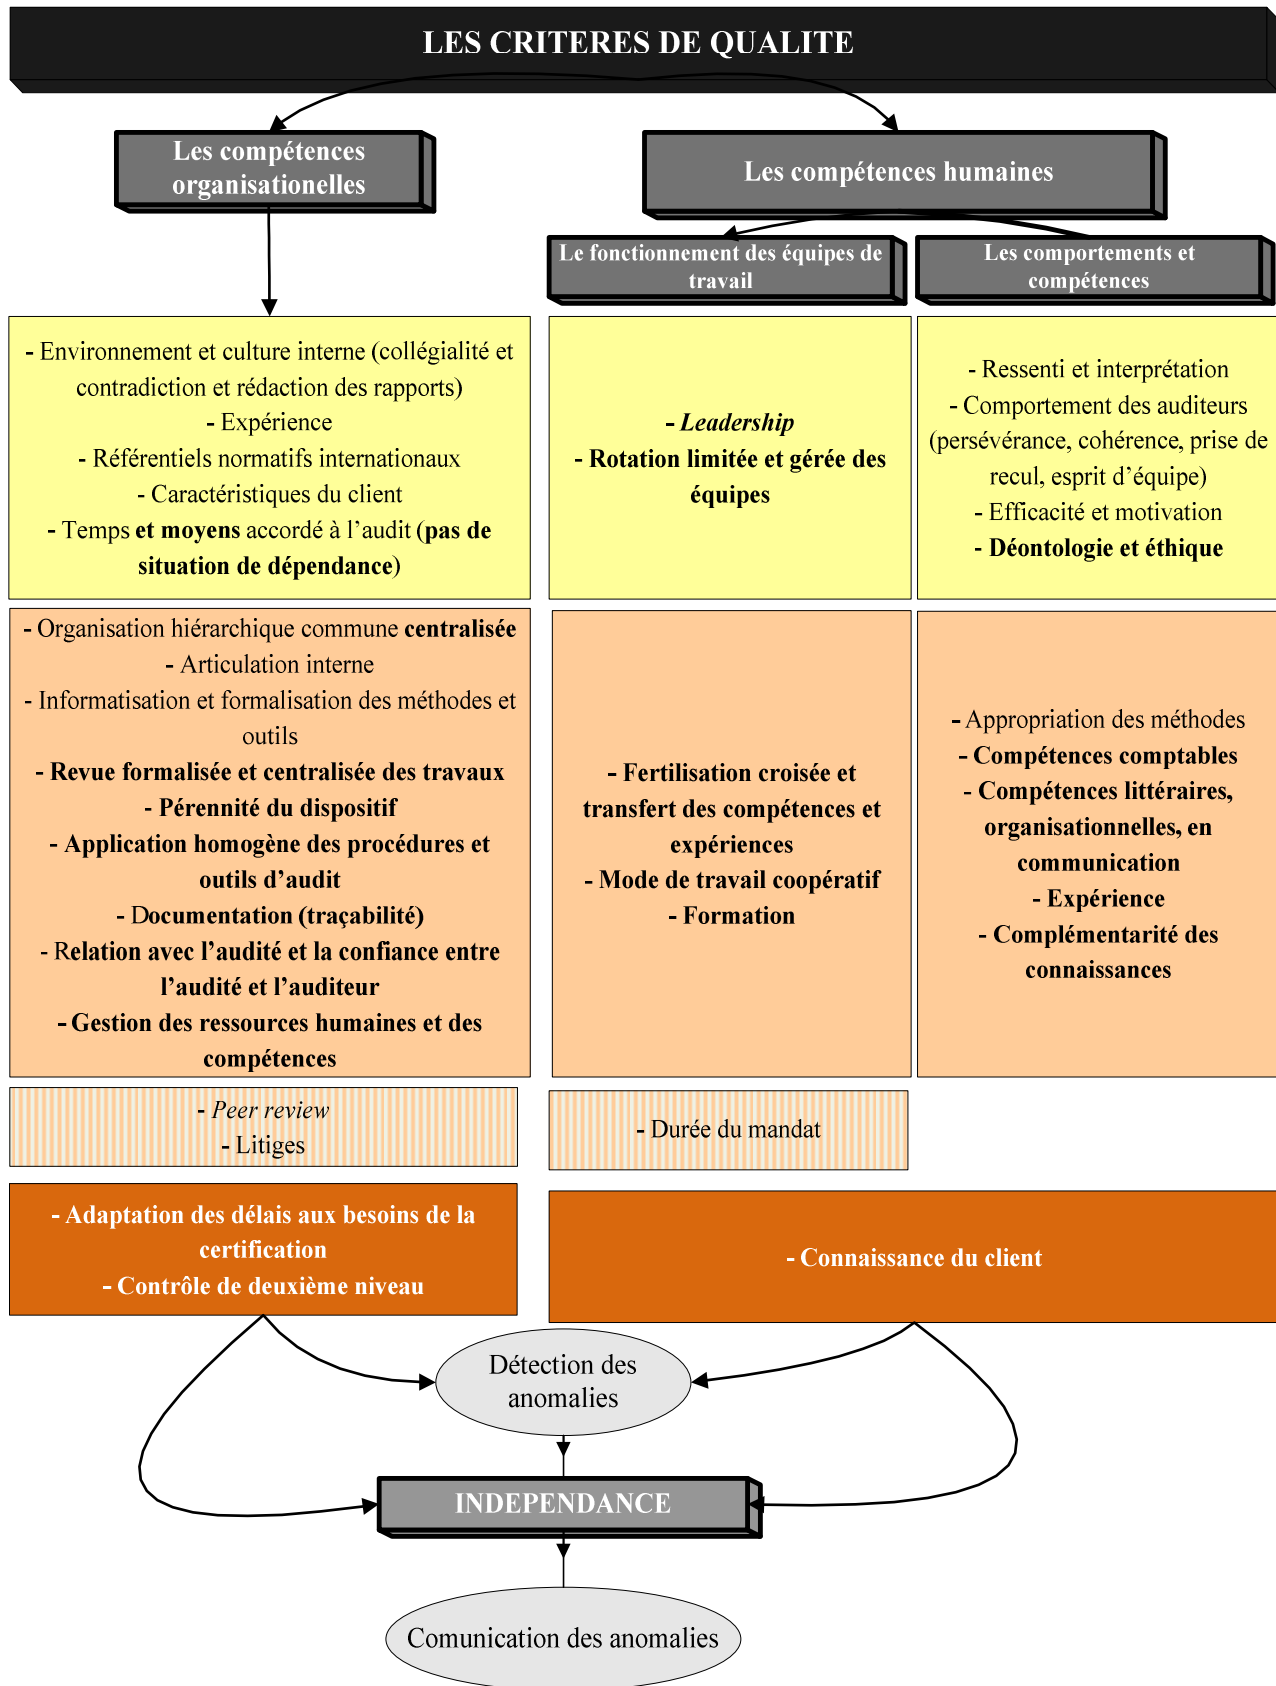 LES CRITERES DE QUALITE
Les compétences
organisationelles
Les compétences humaines
Le fonctionnement des équipes de
travail
Les comportements et
compétences
- Environnement et culture interne (collégialité et
contradiction et rédaction des rapports)
- Expérience
- Référentiels normatifs internationaux
- Caractéristiques du client
- Temps et moyens accordé à l’audit (pas de
situation de dépendance)
- Leadership
- Rotation limitée et gérée des
équipes
- Ressenti et interprétation
- Comportement des auditeurs
(persévérance, cohérence, prise de
recul, esprit d’équipe)
- Efficacité et motivation
- Déontologie et éthique
- Organisation hiérarchique commune centralisée
- Articulation interne
- Informatisation et formalisation des méthodes et
outils
- Revue formalisée et centralisée des travaux
- Pérennité du dispositif
- Application homogène des procédures et
outils d’audit
- Documentation (traçabilité)
- Relation avec l’audité et la confiance entre
l’audité et l’auditeur
- Gestion des ressources humaines et des
compétences
- Fertilisation croisée et
transfert des compétences et
expériences
- Mode de travail coopératif
- Formation
- Appropriation des méthodes
- Compétences comptables
- Compétences littéraires,
organisationnelles, en
communication
- Expérience
- Complémentarité des
connaissances
- Peer review
- Litiges
- Durée du mandat
- Adaptation des délais aux besoins de la
certification
- Contrôle de deuxième niveau
- Connaissance du client
Détection des
anomalies
INDEPENDANCE
Comunication des anomalies